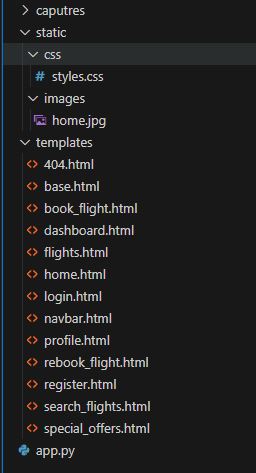 caputres
static
css
# styles.css
images
home.jpg
templates
<> 404.html
<> base.html
<> book_flight.html
<> dashboard.html
<> flights.html
<> home.html
<> login.html
<> navbar.html
<> profile.html
<> rebook_flight.html
<> register.html
<> search_flights.html
<> special_offers.html
app.py